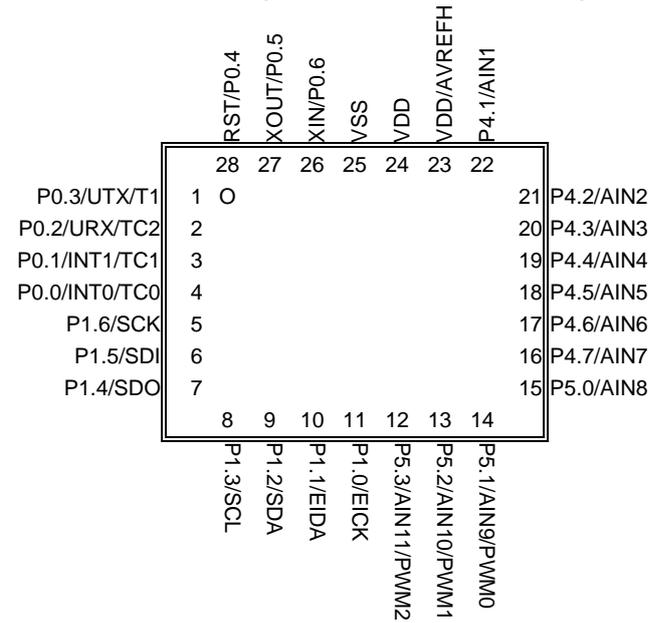 RST/P0.4
XOUT/P0.5
XIN/P0.6
VSS
VDD
VDD/AVREFH
P4.1/AIN1
28 27 26 25 24 23 22
P0.3/UTX/T1 1 O 21 P4.2/AIN2
P0.2/URX/TC2 2 20 P4.3/AIN3
P0.1/INT1/TC1 3 19 P4.4/AIN4
P0.0/INT0/TC0 4 18 P4.5/AIN5
P1.6/SCK 5 17 P4.6/AIN6
P1.5/SDI 6 16 P4.7/AIN7
P1.4/SDO 7 15 P5.0/AIN8
8 9 10 11 12 13 14
P1.3/SCL
P1.2/SDA
P1.1/EIDA
P1.0/EICK
P5.3/AIN11/PWM2
P5.2/AIN10/PWM1
P5.1/AIN9/PWM0